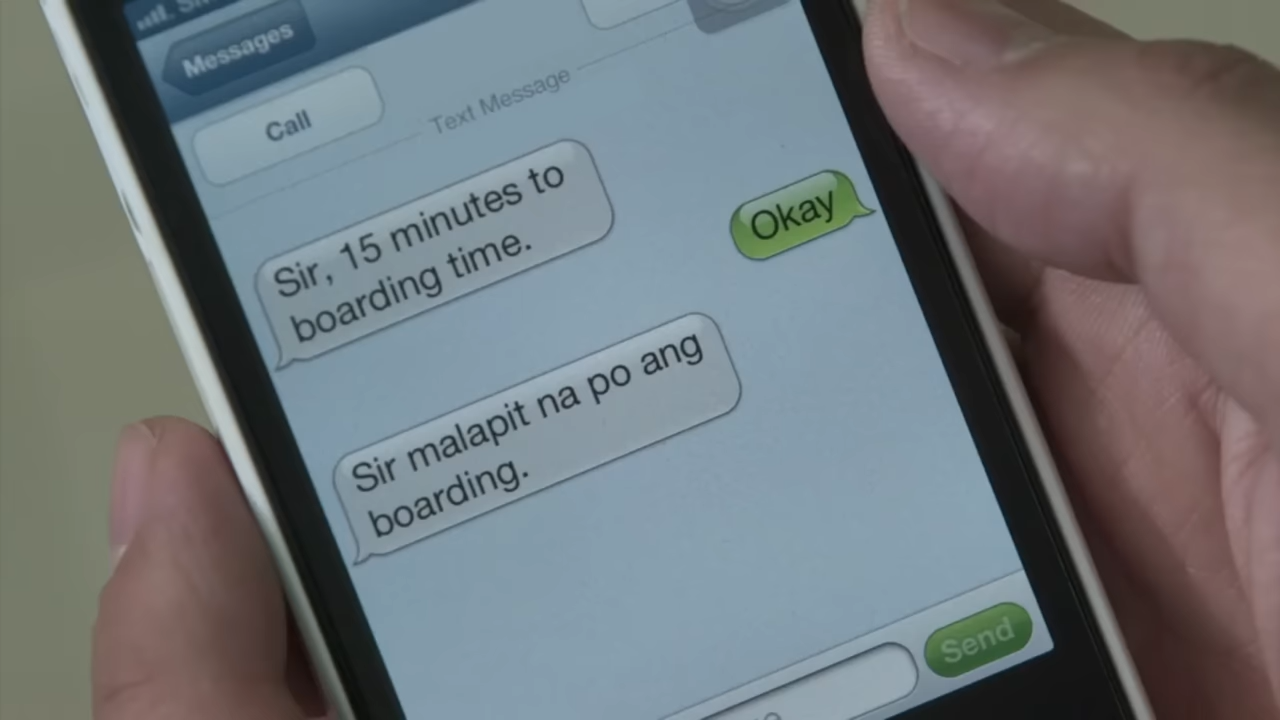 Messages
Call
Text Message
Sir, 15 minutes to
boarding time.
Okay
Sir malapit na po ang
boarding.
Send